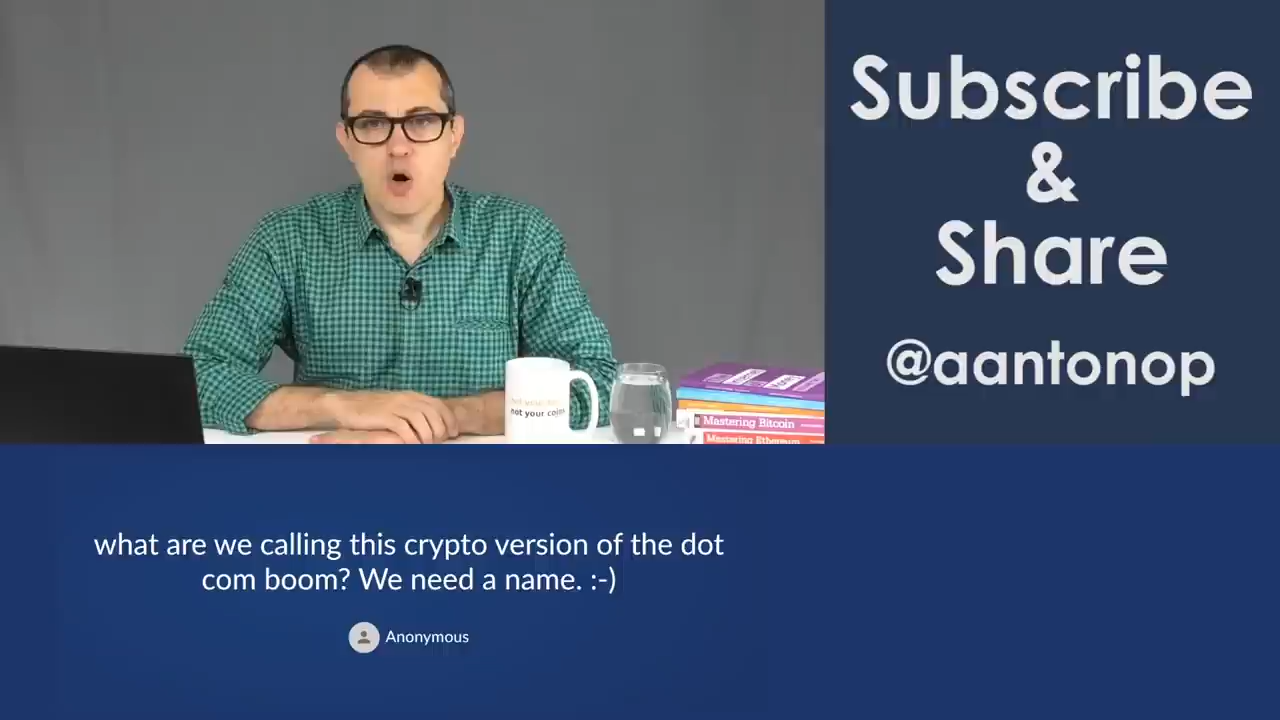 Subscribe
&
Share
@aantonop
not your coins
Mastering Bitcoin
Mastering Ethereum
what are we calling this crypto version of the dot
com boom? We need a name. :-)
Anonymous